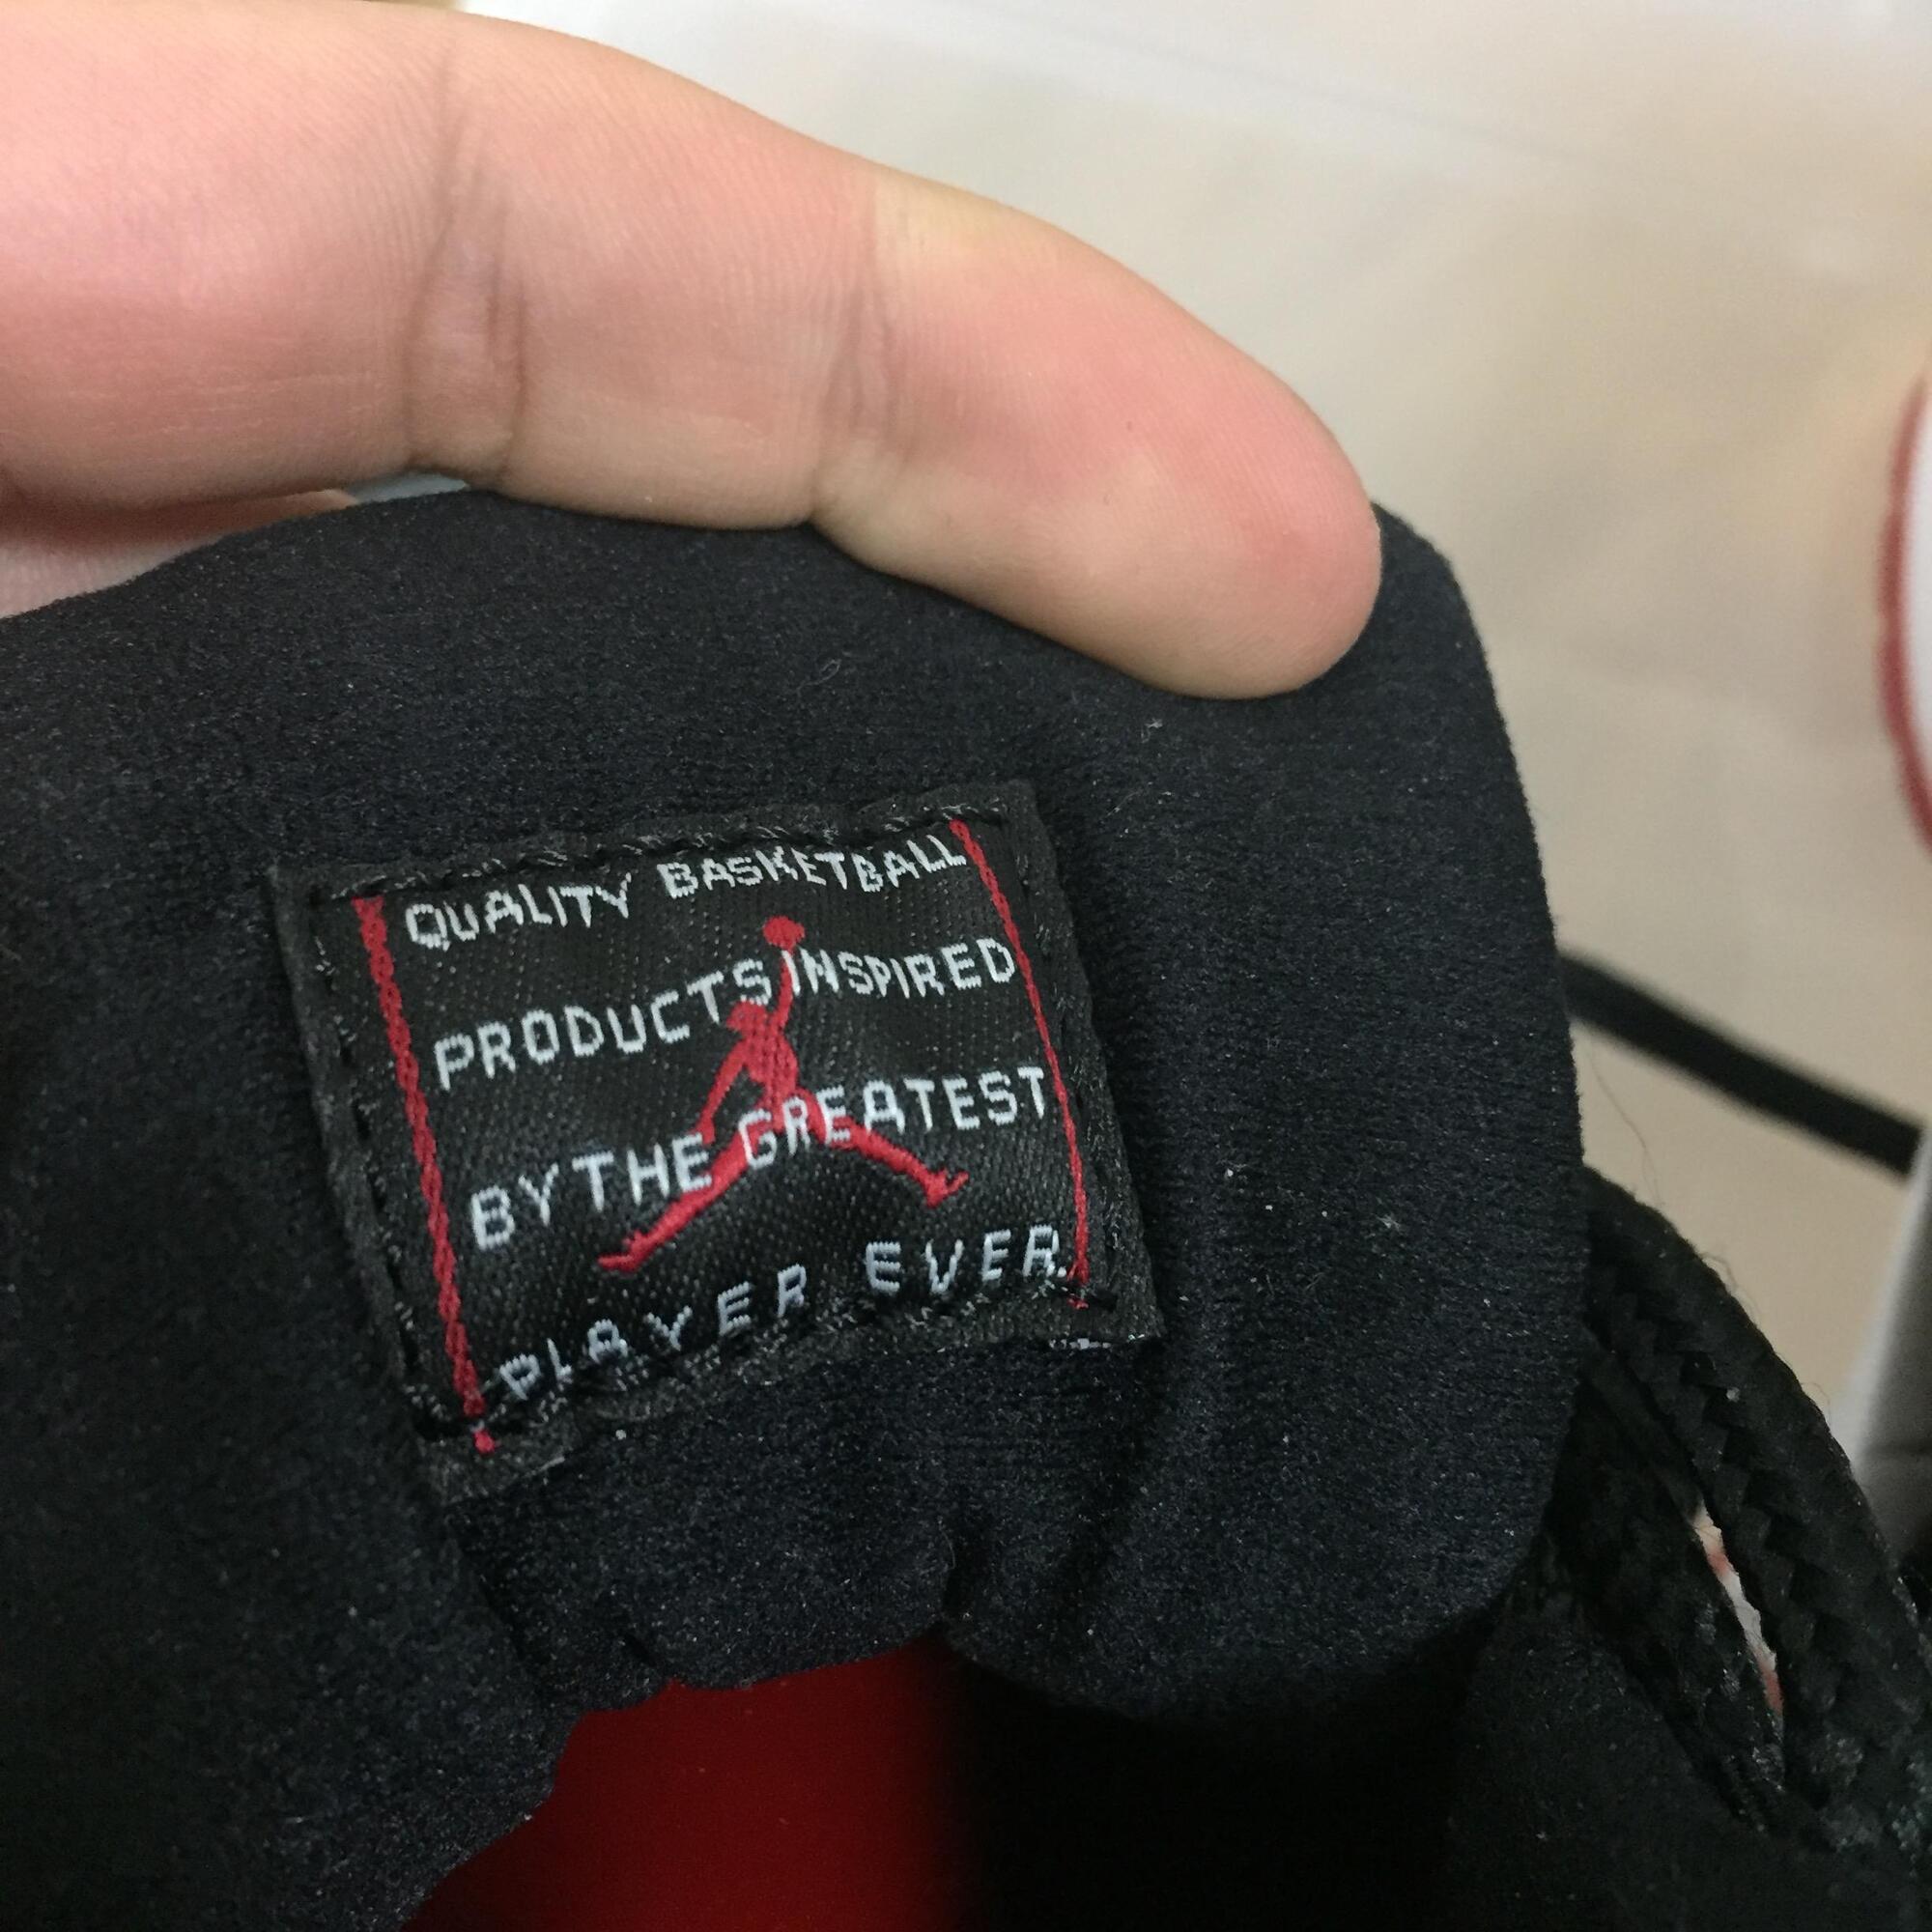 QUALITY BASKETBALL
PRODUCTS INSPIRED
BY THE GREATEST
PLAYER EVER.